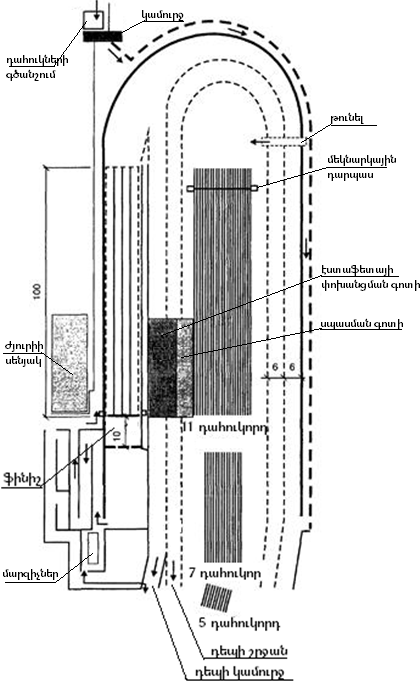 կամուրջ
դահուկների
գծանշում
թունել
մեկնարկային
դարպաս
100
էստաֆետայի
փոխանցման գոտի
սպասման գոտի
ժյուրիի
սենյակ
6 6
11 դահուկորդ
10
ֆինիշ
7 դահուկոր
մարզիչներ
5 դահուկորդ
դեպի շրջան
դեպի կամուրջ